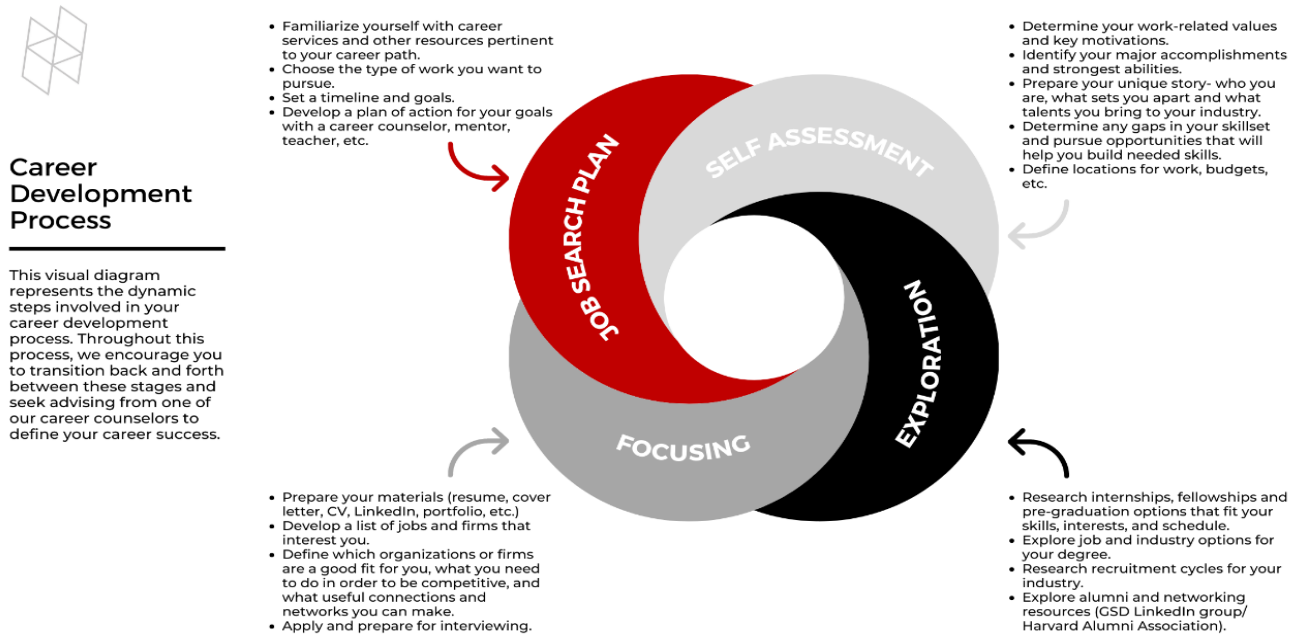 Career
Development
Process
This visual diagram
represents the dynamic
steps involved in your
career development
process. Throughout this
process, we encourage you
to transition back and forth
between these stages and
seek advising from one of
our career counselors to
define your career success.
• Familiarize yourself with career
services and other resources pertinent
to your career path.
• Choose the type of work you want to
pursue.
• Set a timeline and goals.
• Develop a plan of action for your goals
with a career counselor, mentor,
teacher, etc.
JOB SEARCH PLAN
SELF ASSESSMENT
• Determine your work-related values
and key motivations.
• Identify your major accomplishments
and strongest abilities.
• Prepare your unique story- who you
are, what sets you apart and what
talents you bring to your industry.
• Determine any gaps in your skillset
and pursue opportunities that will
help you build needed skills.
• Define locations for work, budgets,
etc.
FOCUSING
EXPLORATION
• Prepare your materials (resume, cover
letter, CV, LinkedIn, portfolio, etc.)
• Develop a list of jobs and firms that
interest you.
• Define which organizations or firms
are a good fit for you, what you need
to do in order to be competitive, and
what useful connections and
networks you can make.
• Apply and prepare for interviewing.
• Research internships, fellowships and
pre-graduation options that fit your
skills, interests, and schedule.
• Explore job and industry options for
your degree.
• Research recruitment cycles for your
industry.
• Explore alumni and networking
resources (GSD LinkedIn group/
Harvard Alumni Association).